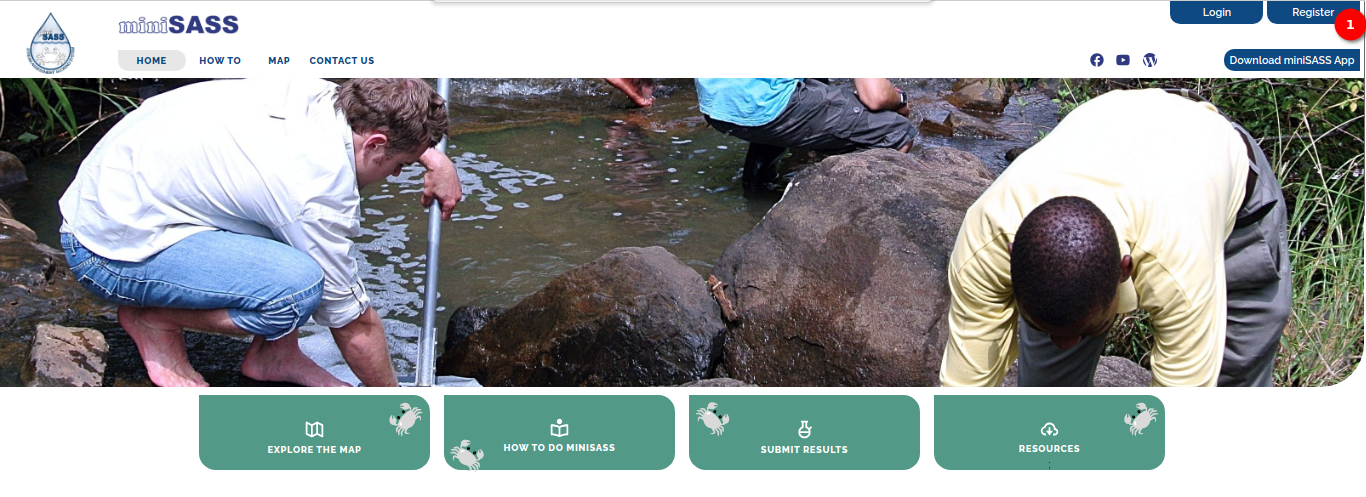 Login
Register
1
miniSASS
SASS
HOME
HOW TO
MAP
CONTACT US
Download miniSASS App
EXPLORE THE MAP
HOW TO DO MINISASS
SUBMIT RESULTS
RESOURCES